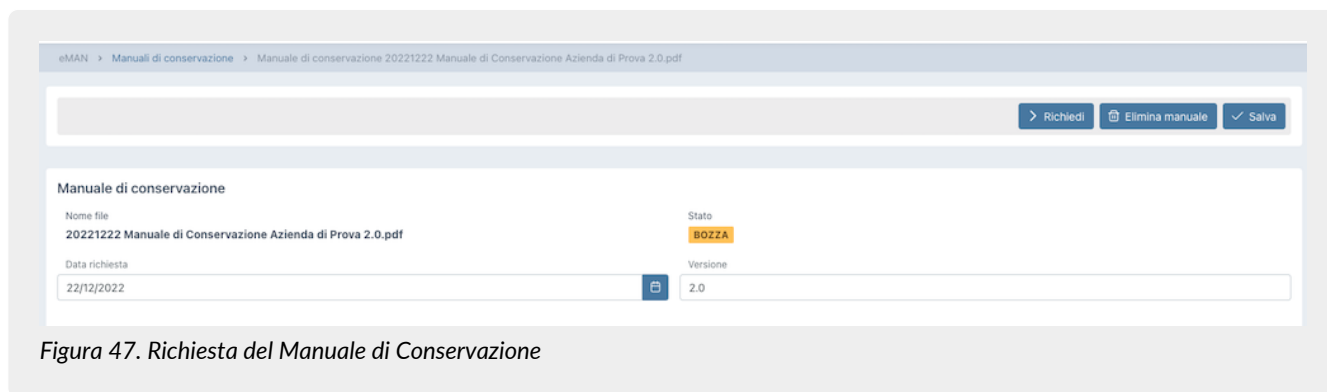 eMAN > Manuali di conservazione > Manuale di conservazione 20221222 Manuale di Conservazione Azienda di Prova 2.0.pdf
> Richiedi Elimina manuale ✓ Salva
Manuale di conservazione
Nome file Stato
20221222 Manuale di Conservazione Azienda di Prova 2.0.pdf BOZZA
Data richiesta Versione
22/12/2022 2.0
Figura 47. Richiesta del Manuale di Conservazione